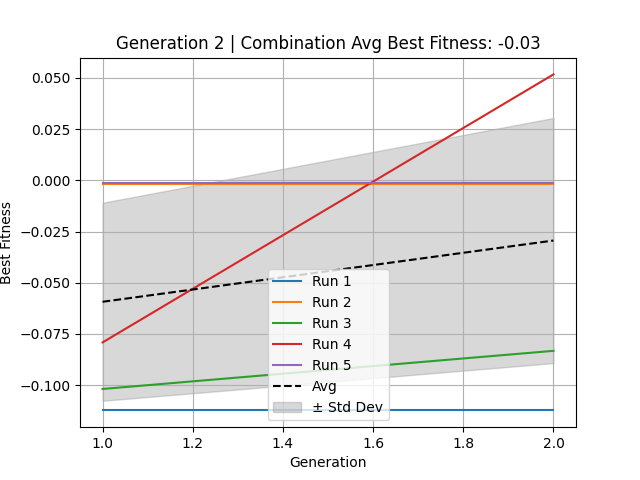 Generation 2 | Combination Avg Best Fitness: -0.03
Best Fitness
0.050
0.025
0.000
−0.025
−0.050
−0.075
−0.100
Run 1
Run 2
Run 3
Run 4
Run 5
Avg
± Std Dev
1.0 1.2 1.4 1.6 1.8 2.0
Generation